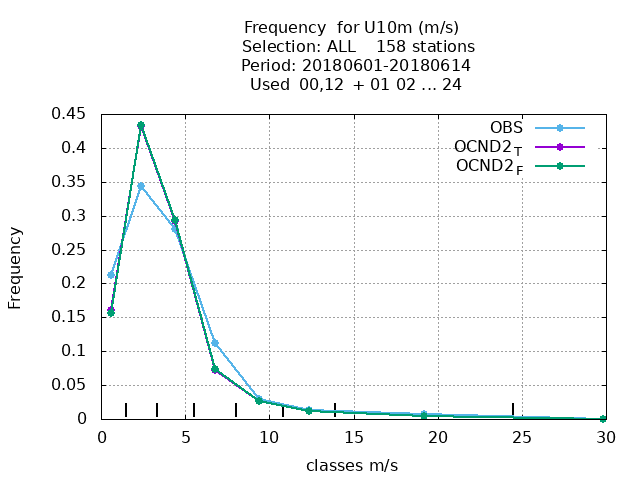 Frequency  for U10m (m/s)
Selection: ALL    158 stations
Period: 20180601-20180614
Used  00,12  + 01 02 ... 24
OBS
OCND2T
OCND2F
0.45
0.4
0.35
0.3
0.25
0.2
0.15
0.1
0.05
0
Frequency
0 5 10 15 20 25 30
classes m/s